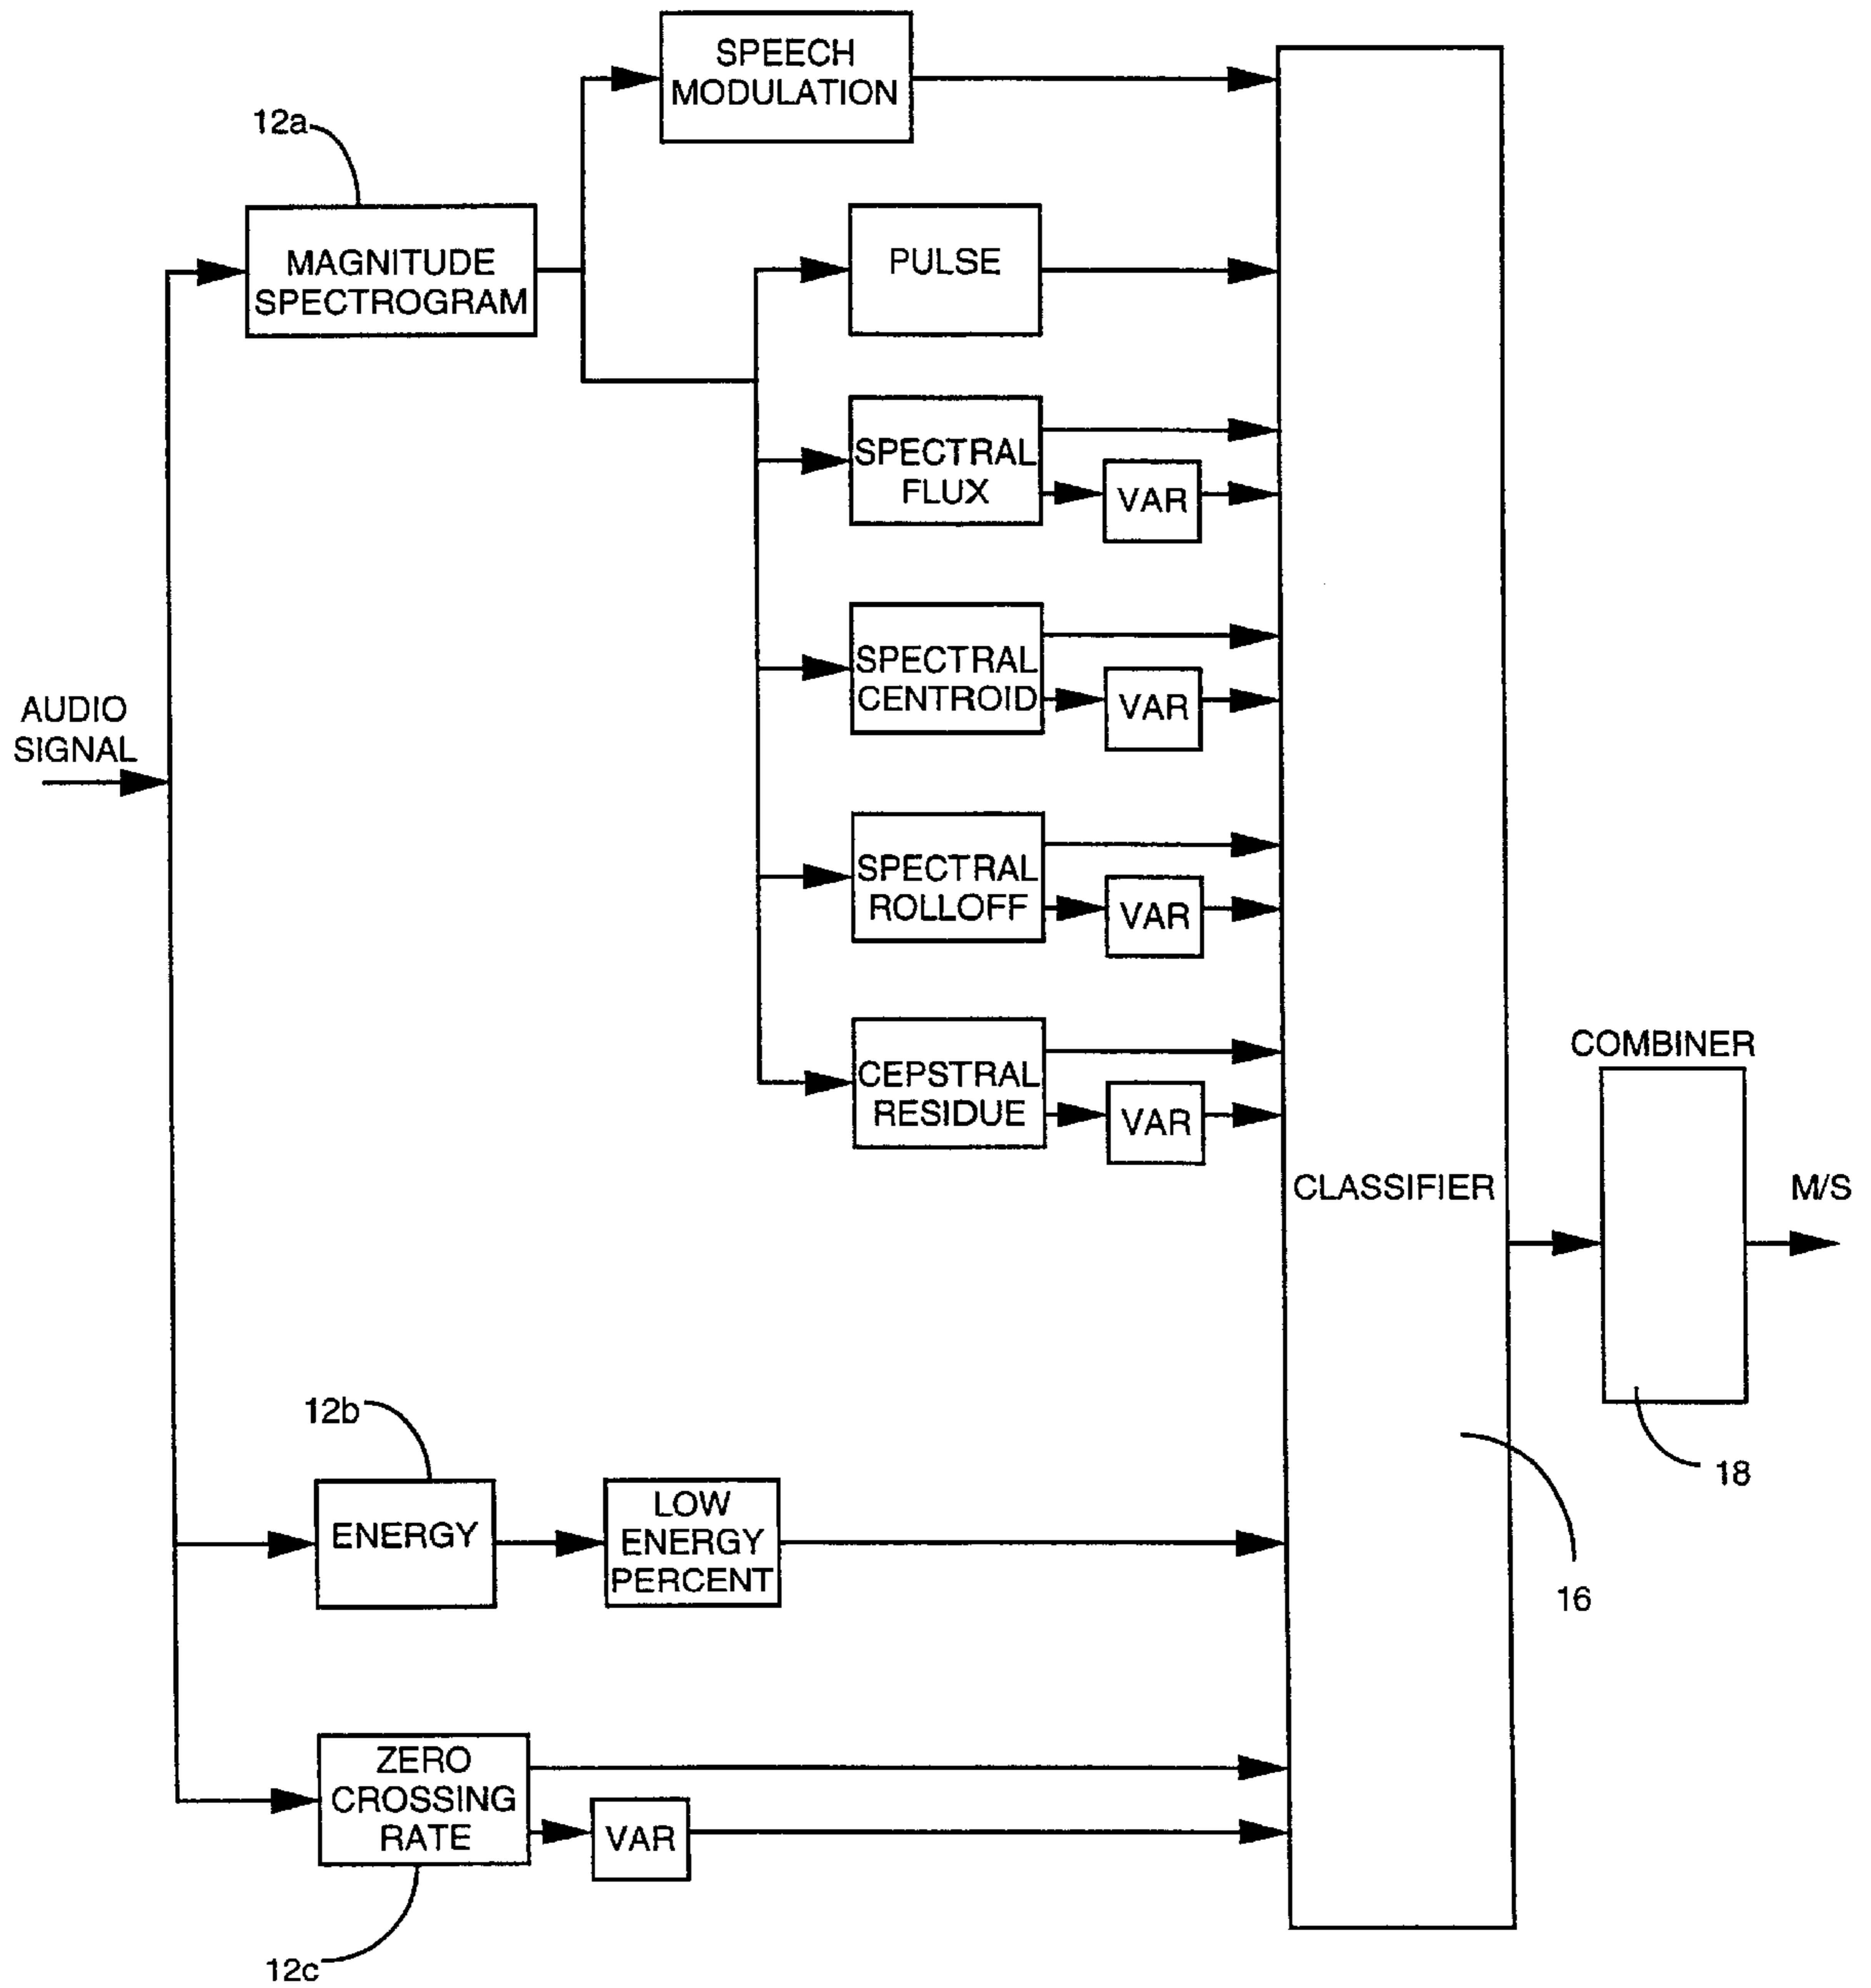 SPEECH
MODULATION
12a
MAGNITUDE
SPECTROGRAM
PULSE
SPECTRAL
FLUX
VAR
SPECTRAL
CENTROID
VAR
AUDIO
SIGNAL
SPECTRAL
ROLLOFF
VAR
CEPSTRAL
RESIDUE
VAR
COMBINER
CLASSIFIER
M/S
12b
ENERGY
LOW
ENERGY
PERCENT
18
16
ZERO
CROSSING
RATE
VAR
12c